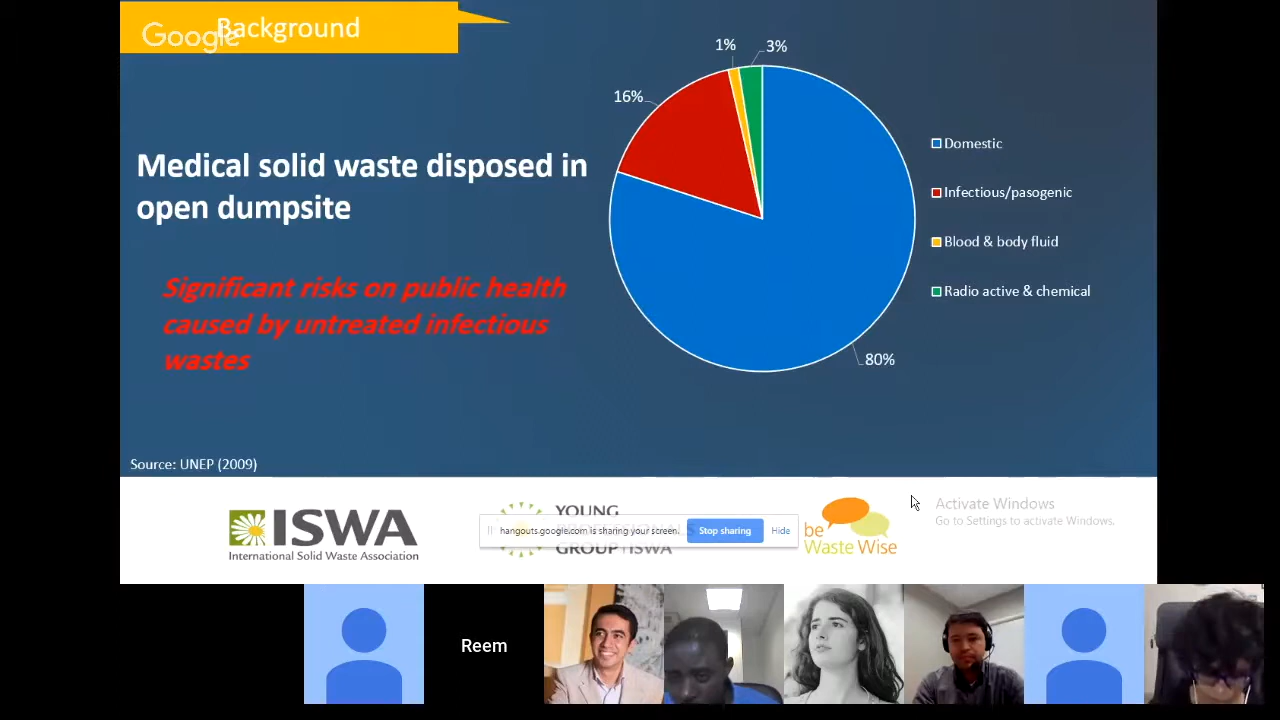 Google
Background
1%
3%
16%
80%
Domestic
Infectious/pasogenic
Blood & body fluid
Radio active & chemical
Medical solid waste disposed in
open dumpsite
Significant risks on public health
caused by untreated infectious
wastes
Source: UNEP (2009)
ISWA
International Solid Waste Association
YOUNG
GROUP ISWA
hangouts.google.com is sharing your screen.
Stop sharing
Hide
be
Waste Wise
Activate Windows
Go to Settings to activate Windows.
Reem